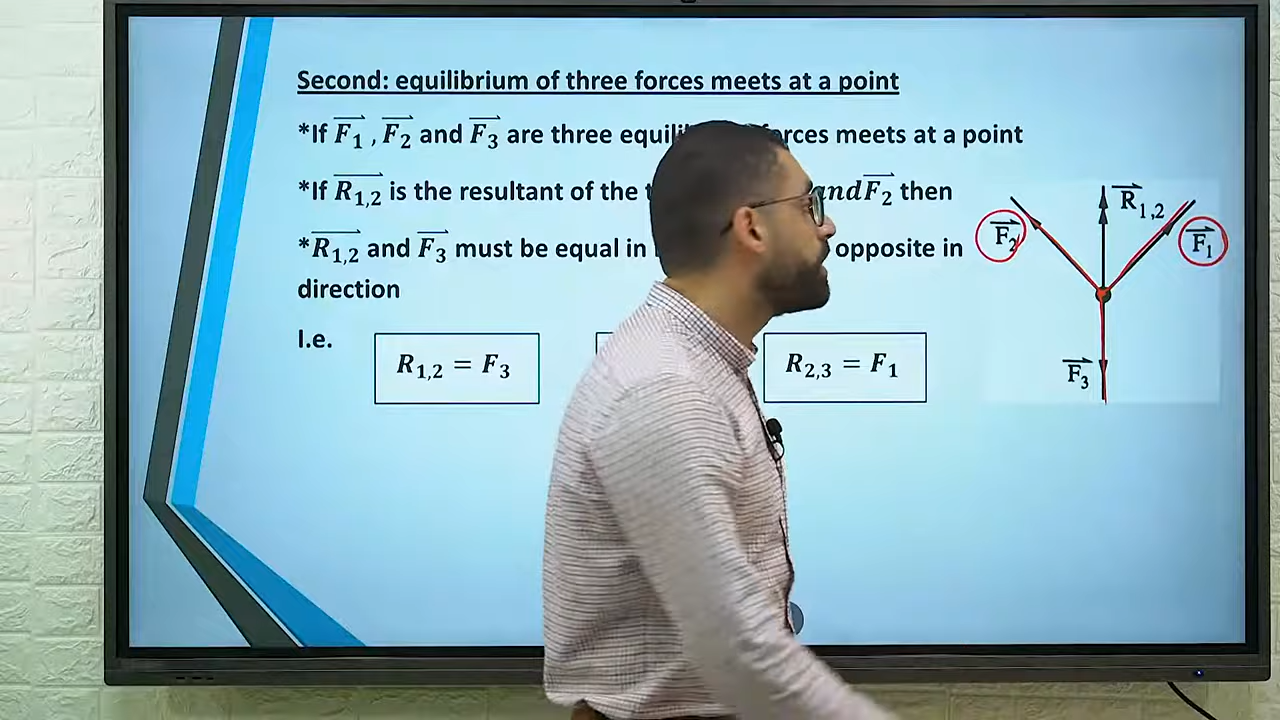 Second: equilibrium of three forces meets at a point
*If F₁⃗ , F₂⃗ and F₃⃗ are three forces meets at a point
*If R₁,₂⃗ is the resultant of the andF₂⃗ then
*R₁,₂⃗ and F₃⃗ must be equal in opposite in
direction
I.e.
R₁,₂ = F₃
R₂,₃ = F₁
R₁,₂⃗
F₂⃗
F₁⃗
F₃⃗